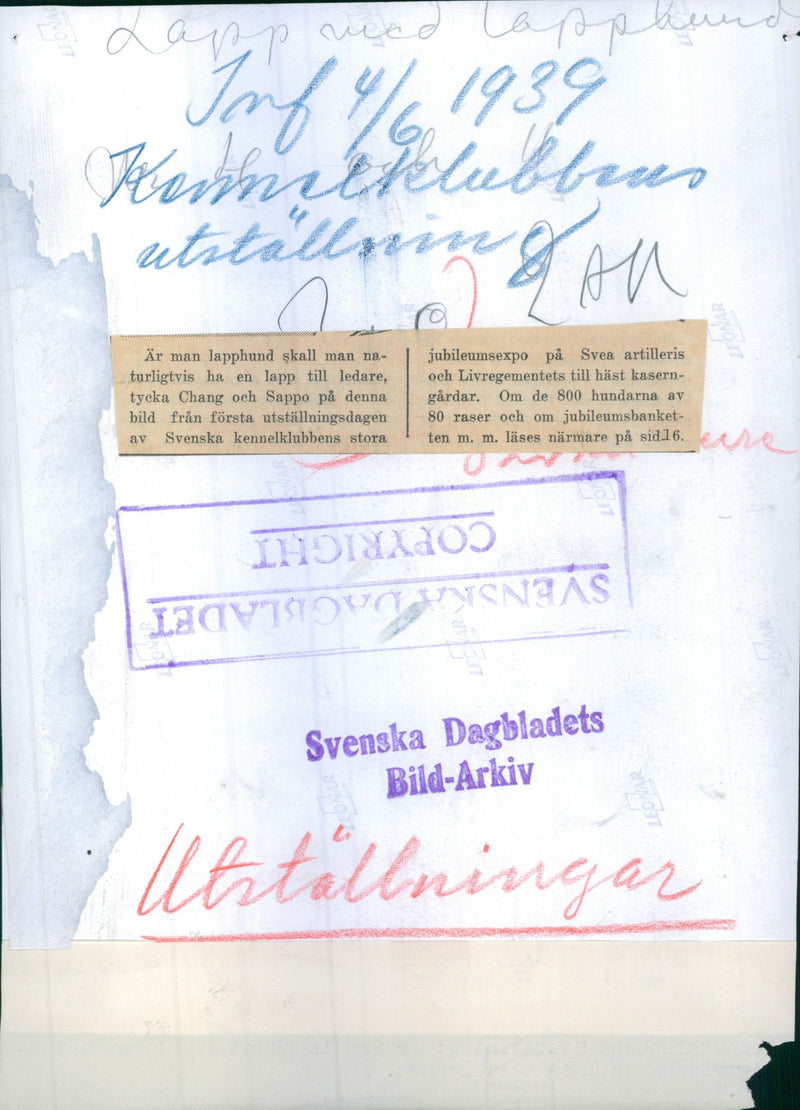 Lapp med lapphund
Inf 4/6 1939
Kennelklubbens
utställning
Är man lapphund skall man na-
turligtvis ha en lapp till ledare,
tycka Chang och Sappo på denna
bild från första utställningsdagen
av Svenska kennelklubbens stora
jubileumsexpo på Svea artilleris
och Livregementets till häst kasern-
gårdar. Om de 800 hundarna av
80 raser och om jubileumsbanket-
ten m. m. läses närmare på sid.16.
SVENSKA DAGBLADET
COPYRIGHT
Svenska Dagbladets
Bild-Arkiv
Utställningar
LEONAR